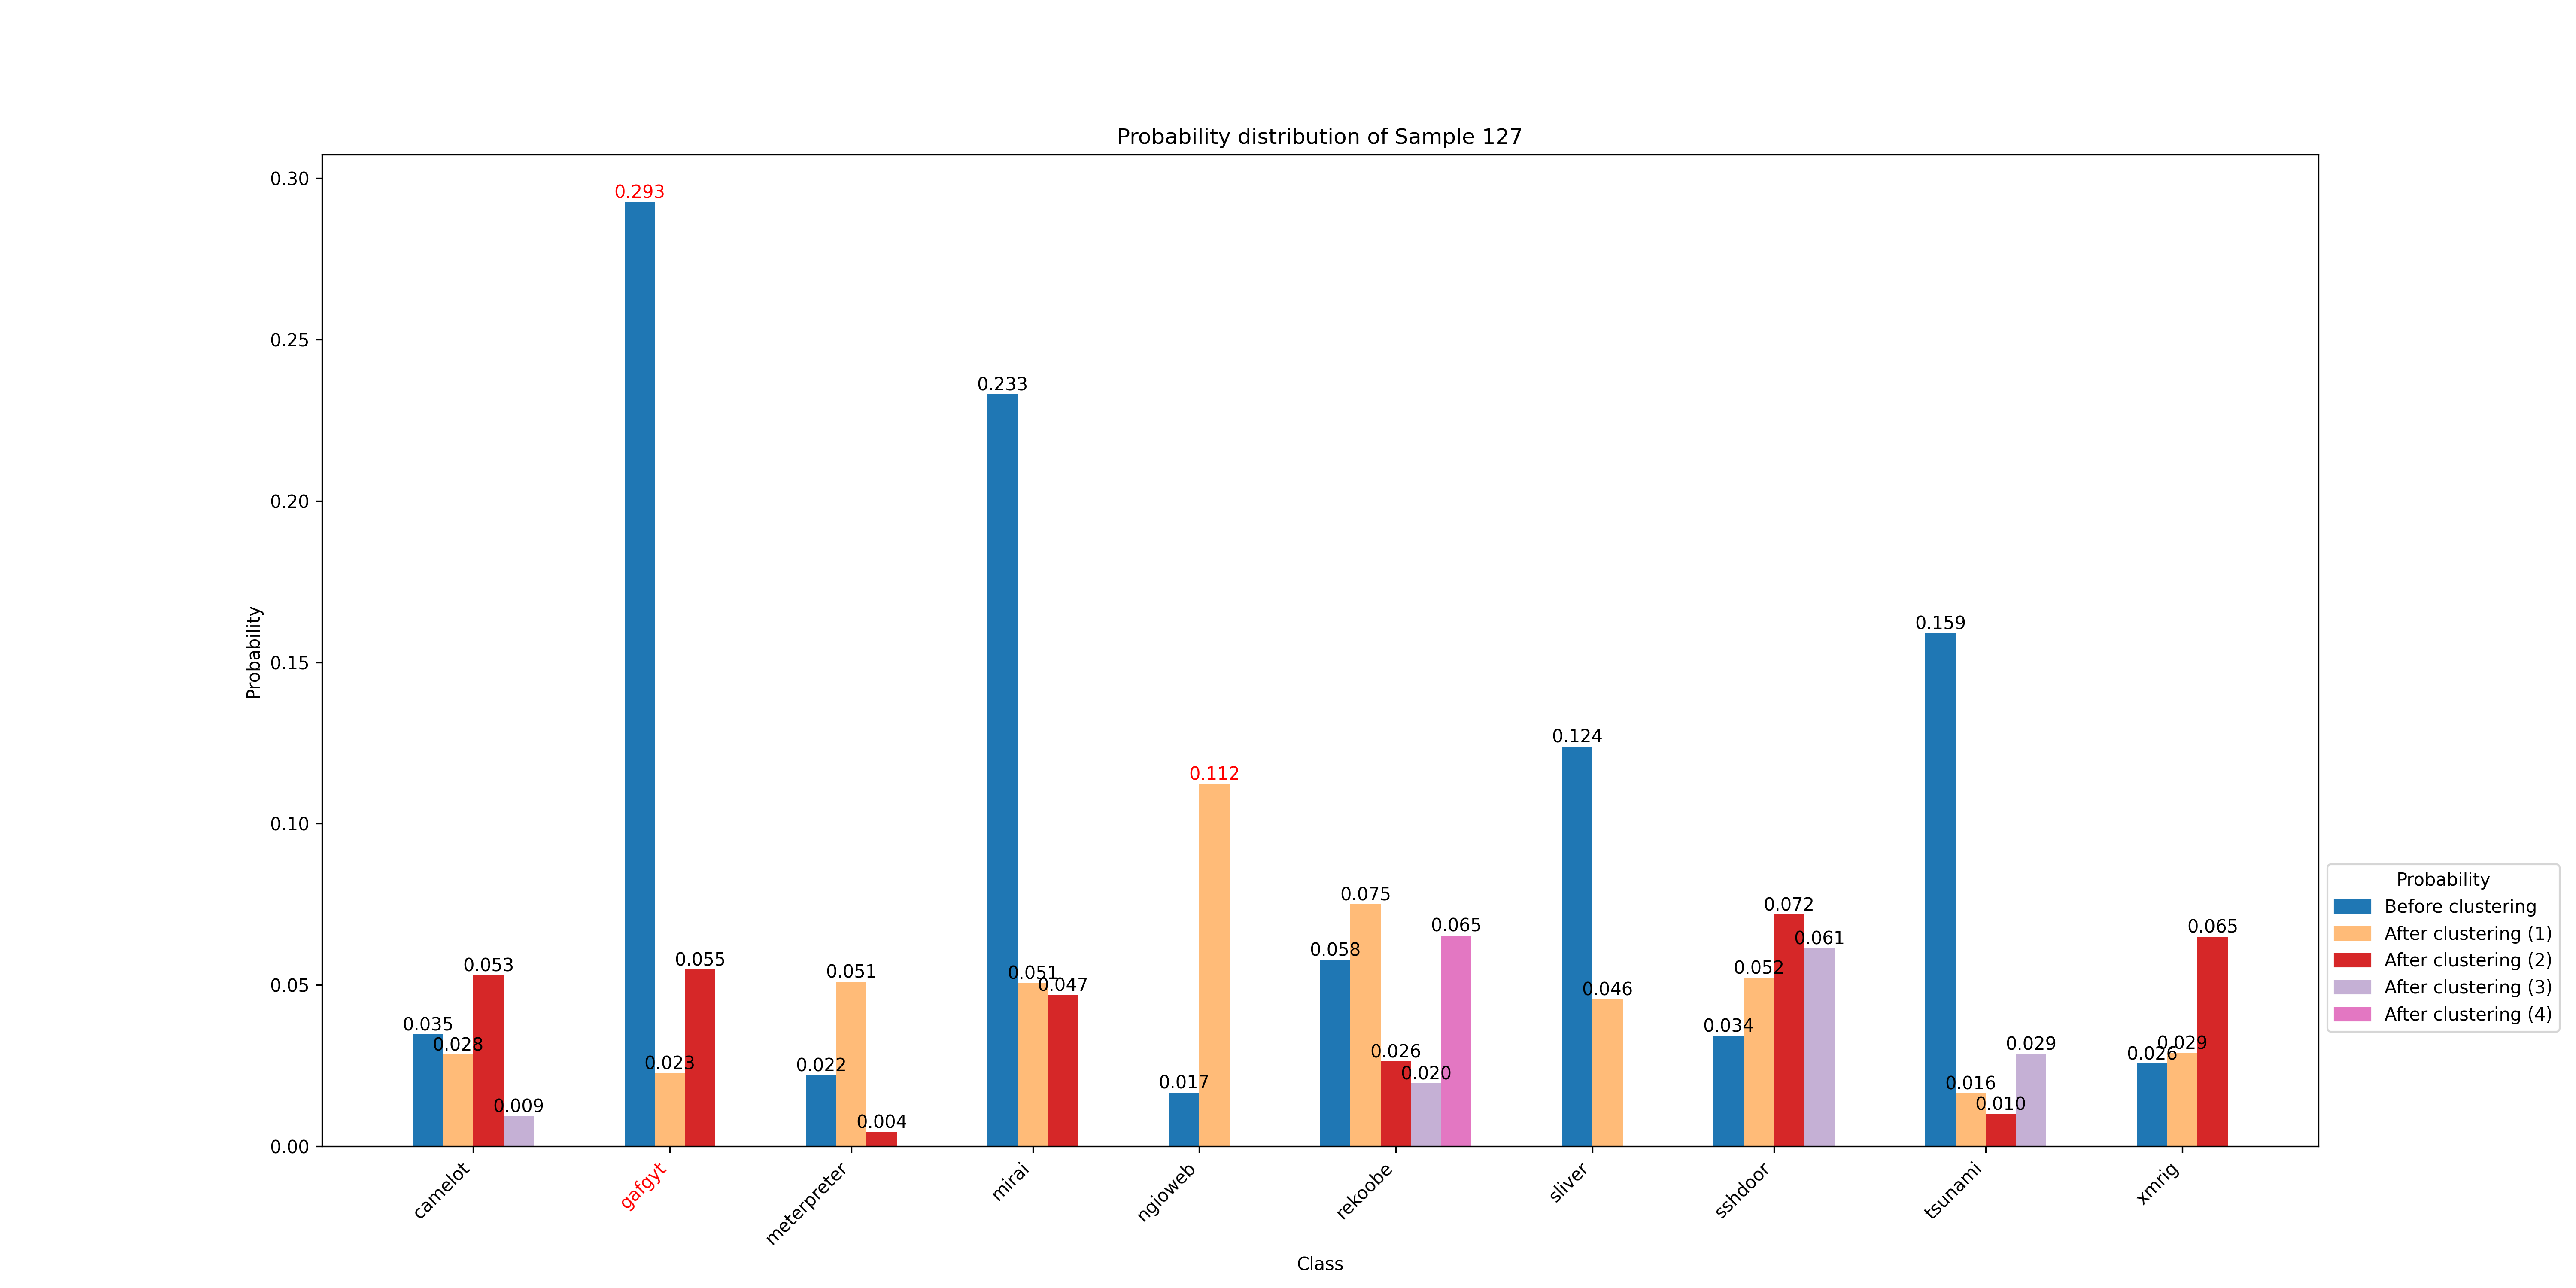 Probability distribution of Sample 127
Probability
0.30
0.25
0.20
0.15
0.10
0.05
0.00
0.035
0.028
0.053
0.009
0.293
0.023
0.055
0.022
0.051
0.004
0.233
0.051
0.047
0.017
0.112
0.058
0.075
0.026
0.020
0.065
0.124
0.046
0.034
0.052
0.072
0.061
0.159
0.016
0.010
0.029
0.026
0.029
0.065
camelot
gafgyt
meterpreter
mirai
ngioweb
rekoobe
sliver
sshdoor
tsunami
xmrig
Class
Probability
Before clustering
After clustering (1)
After clustering (2)
After clustering (3)
After clustering (4)